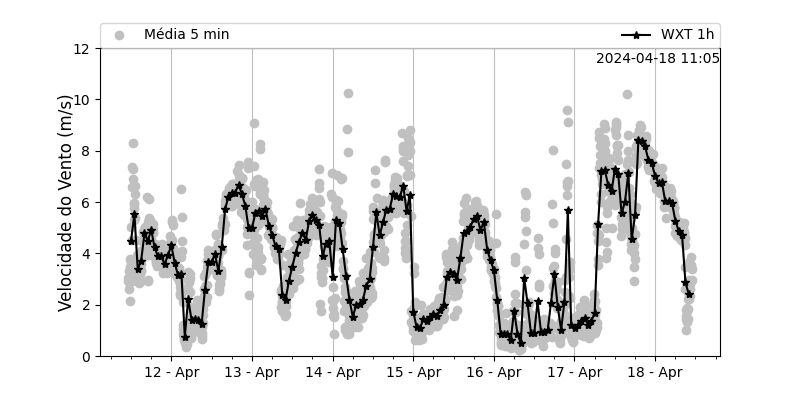 Média 5 min
WXT 1h
2024-04-18 11:05
Velocidade do Vento (m/s)
12
10
8
6
4
2
0
12 - Apr
13 - Apr
14 - Apr
15 - Apr
16 - Apr
17 - Apr
18 - Apr